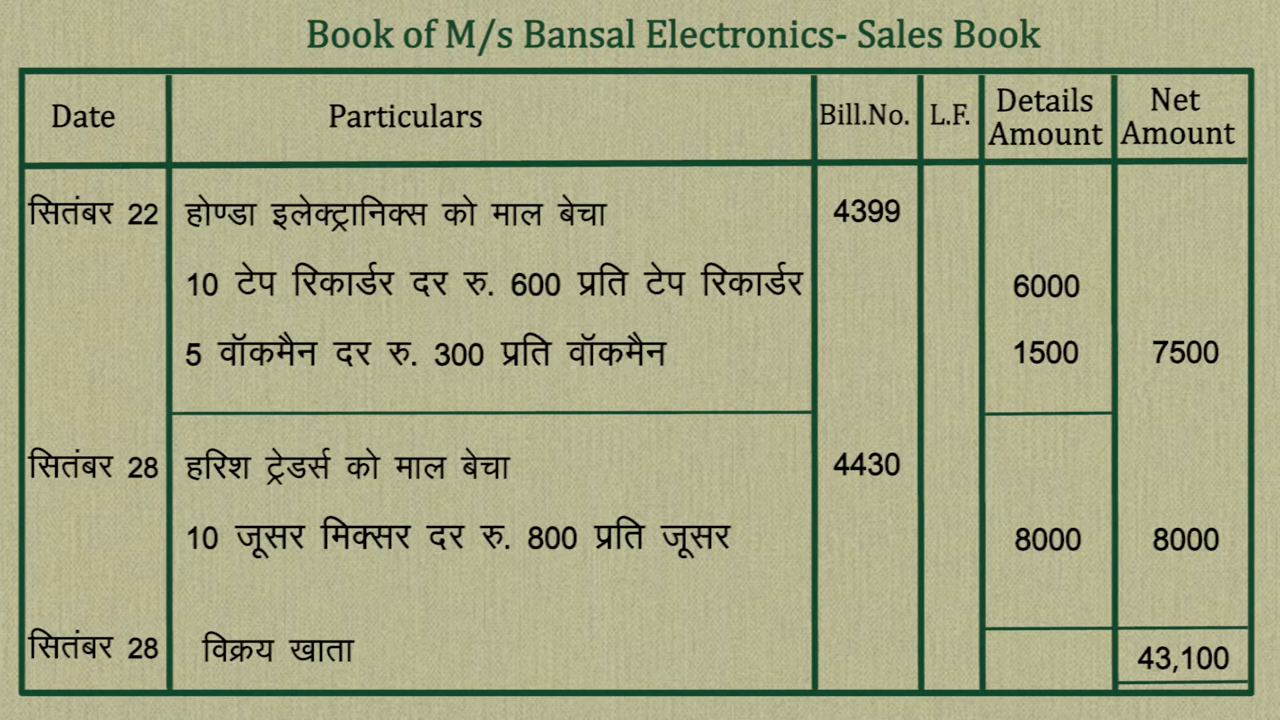 Book of M/s Bansal Electronics- Sales Book
Date Particulars Bill.No. L.F. Details Amount Net Amount
सितंबर 22 होण्डा इलेक्ट्रानिक्स को माल बेचा 4399
10 टेप रिकार्डर दर रु. 600 प्रति टेप रिकार्डर 6000
5 वॉकमैन दर रु. 300 प्रति वॉकमैन 1500 7500
सितंबर 28 हरिश ट्रेडर्स को माल बेचा 4430
10 जूसर मिक्सर दर रु. 800 प्रति जूसर 8000 8000
सितंबर 28 विक्रय खाता 43,100